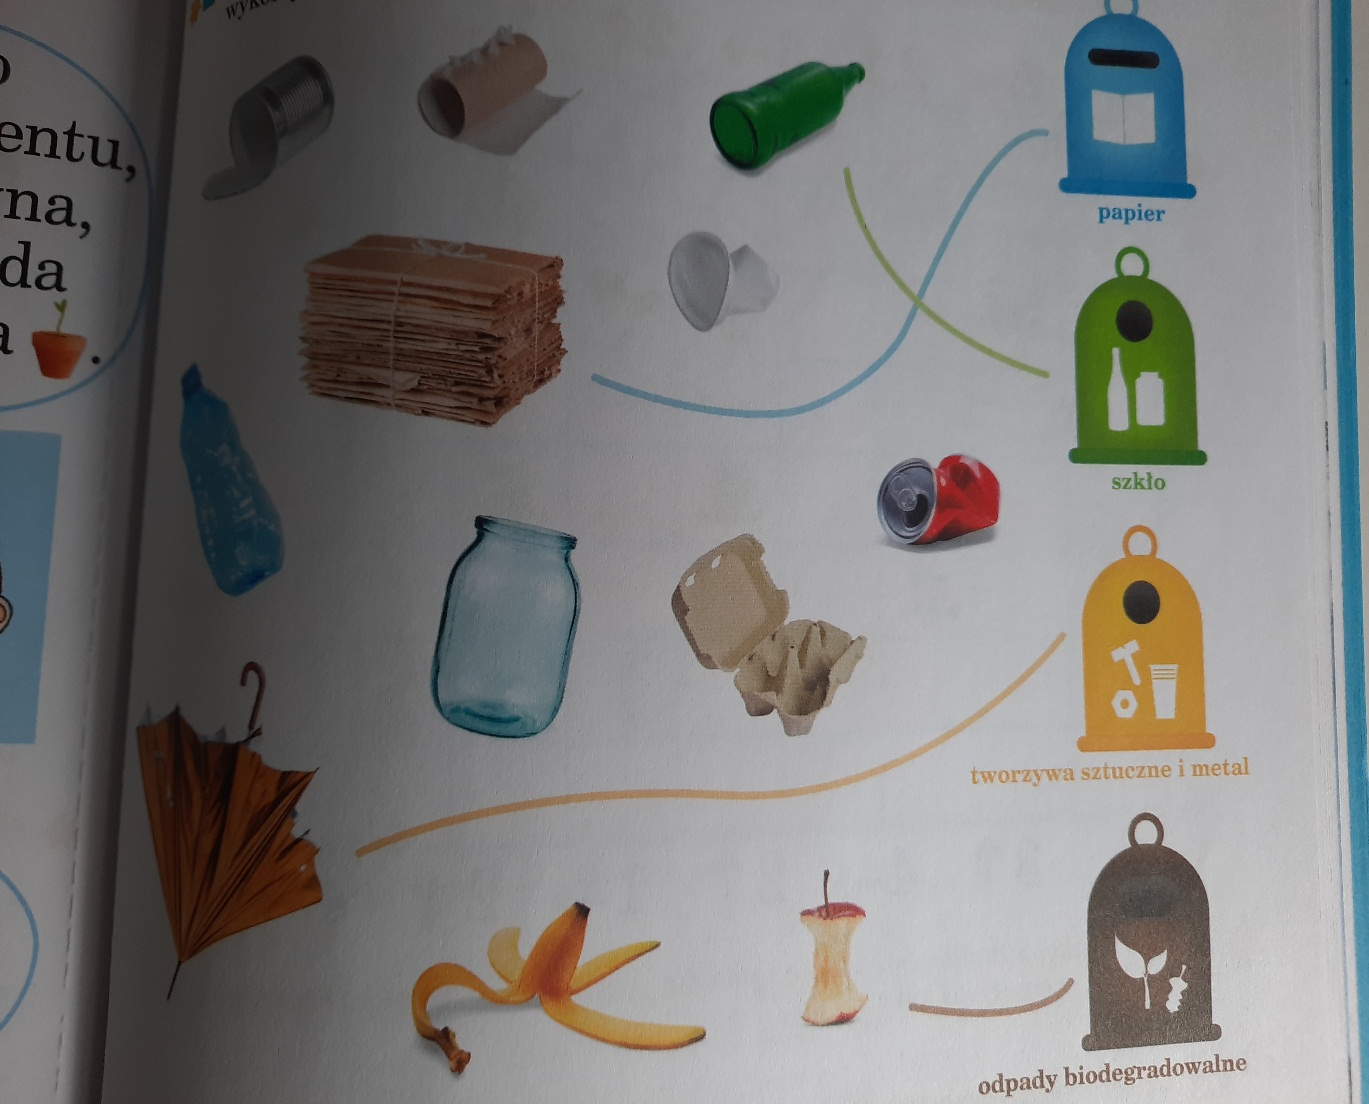 entu,
na,
da
a
papier
szkło
tworzywa sztuczne i metal
odpady biodegradowalne